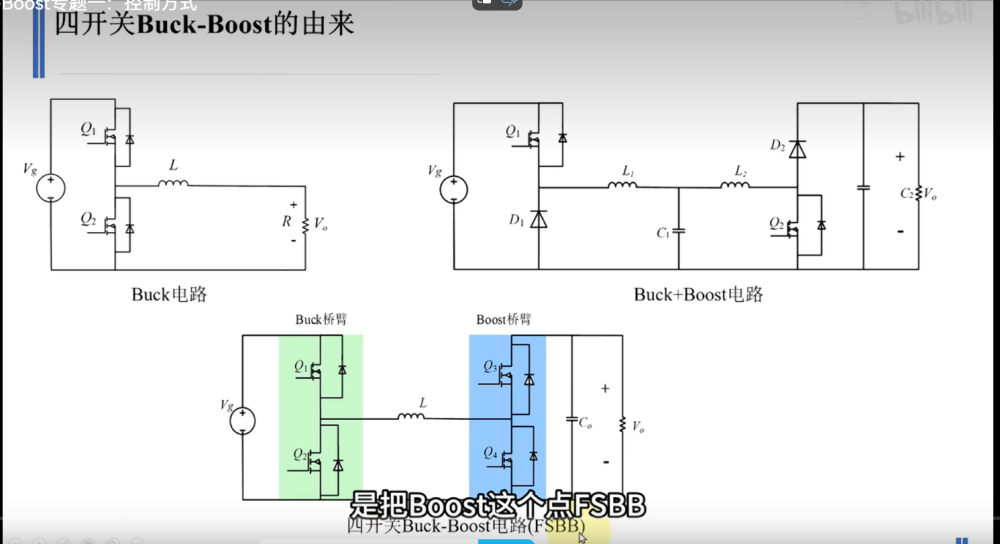 Boost专题一：控制方式
四开关Buck-Boost的由来
bilibili
Q1
Vg
L
Q2
+
R
Vo
-
Buck电路
Q1
Vg
D1
L1
L2
C1
D2
Q2
+
C2
Vo
-
Buck+Boost电路
Buck桥臂
Boost桥臂
Q1
Q3
Vg
L
+
Q2
Q4
Co
Vo
-
是把Boost这个点FSBB
四开关Buck-Boost电路(FSBB)